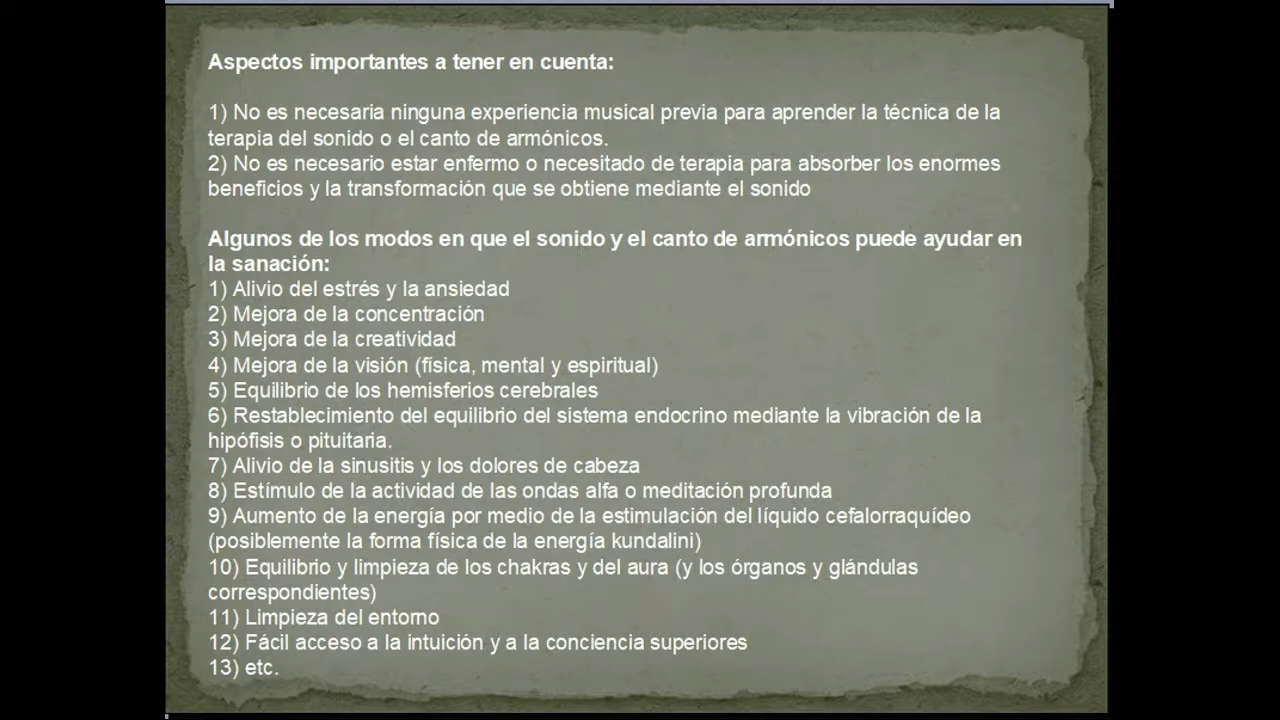 Aspectos importantes a tener en cuenta:
1) No es necesaria ninguna experiencia musical previa para aprender la técnica de la
terapia del sonido o el canto de armónicos.
2) No es necesario estar enfermo o necesitado de terapia para absorber los enormes
beneficios y la transformación que se obtiene mediante el sonido
Algunos de los modos en que el sonido y el canto de armónicos puede ayudar en
la sanación:
1) Alivio del estrés y la ansiedad
2) Mejora de la concentración
3) Mejora de la creatividad
4) Mejora de la visión (física, mental y espiritual)
5) Equilibrio de los hemisferios cerebrales
6) Restablecimiento del equilibrio del sistema endocrino mediante la vibración de la
hipófisis o pituitaria.
7) Alivio de la sinusitis y los dolores de cabeza
8) Estímulo de la actividad de las ondas alfa o meditación profunda
9) Aumento de la energía por medio de la estimulación del líquido cefalorraquídeo
(posiblemente la forma física de la energía kundalini)
10) Equilibrio y limpieza de los chakras y del aura (y los órganos y glándulas
correspondientes)
11) Limpieza del entorno
12) Fácil acceso a la intuición y a la conciencia superiores
13) etc.